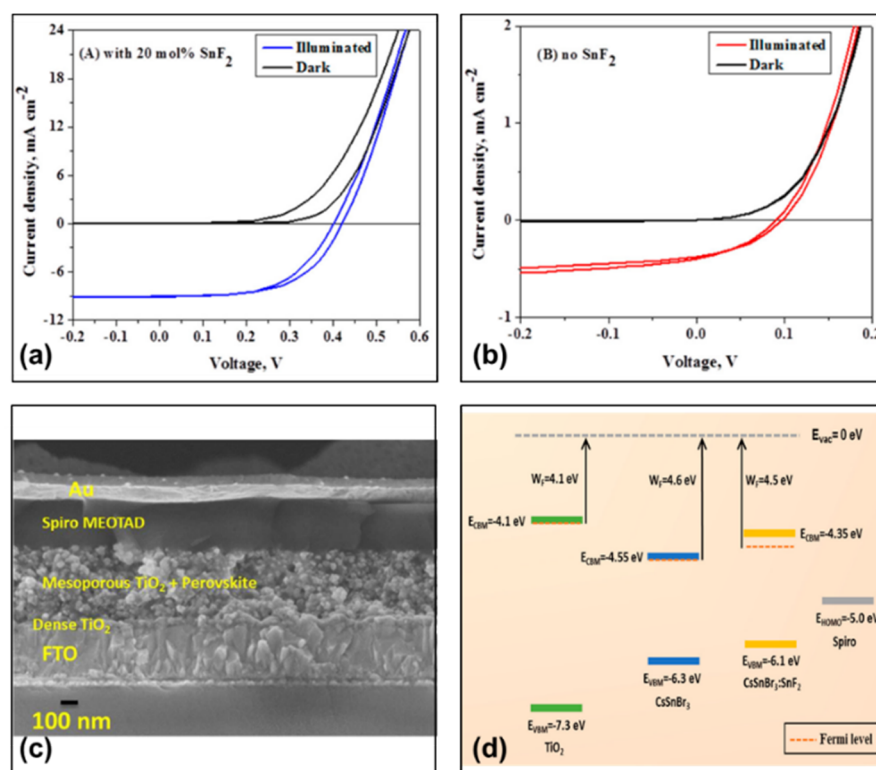 24
18
12
6
0
-6
-12
Current density, mA cm-2
(A) with 20 mol% SnF2
Illuminated
Dark
-0.2 -0.1 0.0 0.1 0.2 0.3 0.4 0.5 0.6
Voltage, V
(a)
2
1
0
-1
Current density, mA cm-2
(B) no SnF2
Illuminated
Dark
-0.2 -0.1 0.0 0.1 0.2
Voltage, V
(b)
Au
Spiro MEOTAD
Mesoporous TiO2 + Perovskite
Dense TiO2
FTO
100 nm
(c)
Evac= 0 eV
WF=4.1 eV WF=4.6 eV WF=4.5 eV
ECBM=-4.1 eV
ECBM=-4.55 eV
ECBM=-4.35 eV
EHOMO=-5.0 eV
Spiro
EVBM=-6.1 eV
CsSnBr3:SnF2
EVBM=-6.3 eV
CsSnBr3
EVBM=-7.3 eV
TiO2
Fermi level
(d)